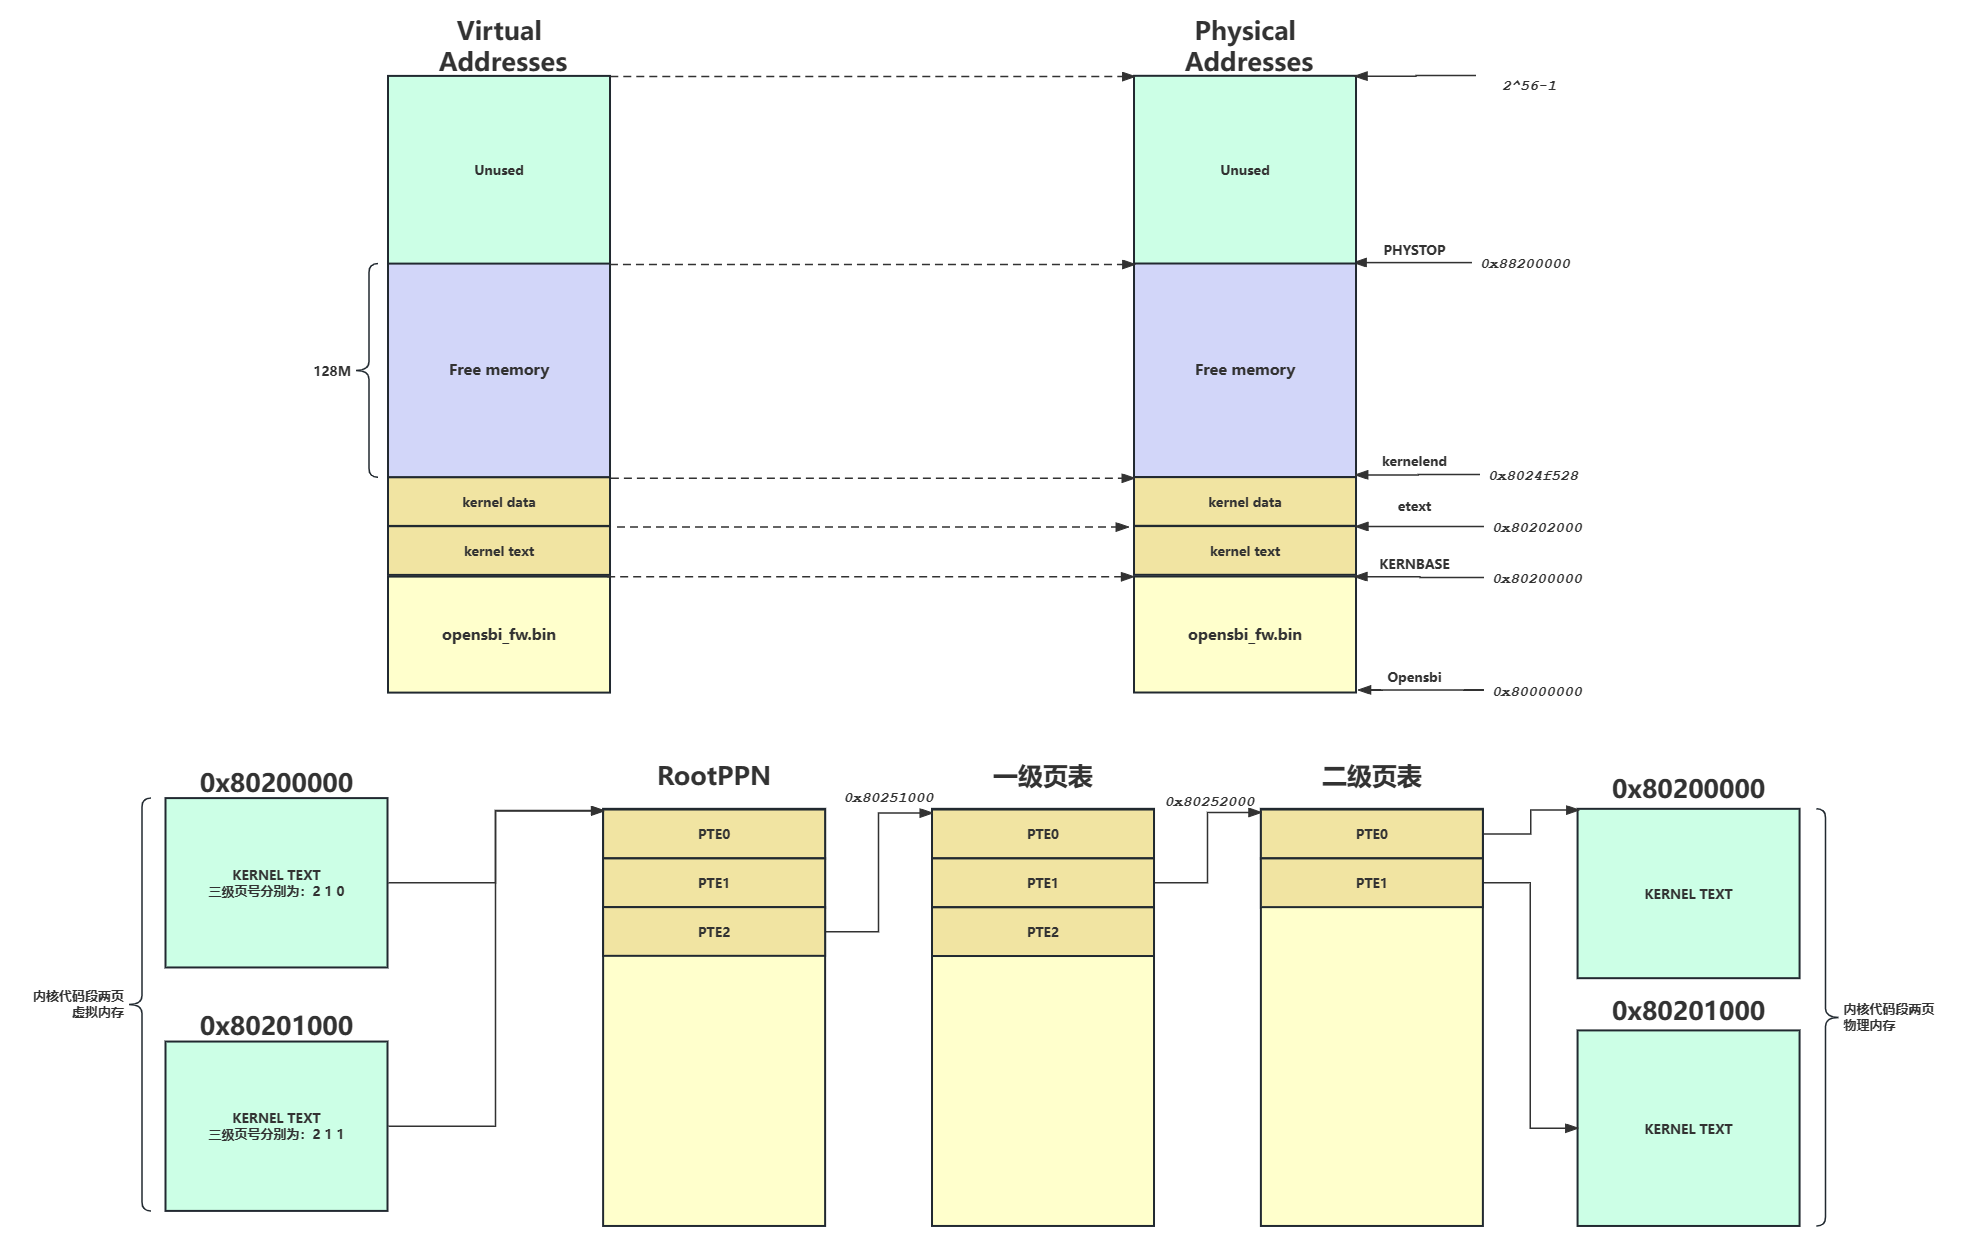 Virtual
Addresses
Physical
Addresses
2^56-1
Unused
Unused
PHYSTOP
0x88200000
128M
Free memory
Free memory
kernelend
0x8024f528
kernel data
kernel data
etext
0x80202000
kernel text
kernel text
KERNBASE
0x80200000
opensbi_fw.bin
opensbi_fw.bin
Opensbi
0x80000000
0x80200000
RootPPN
一级页表
二级页表
0x80200000
0x80251000
0x80252000
KERNEL TEXT
三级页号分别为：2 1 0
PTE0
PTE1
PTE2
PTE0
PTE1
PTE2
PTE0
PTE1
KERNEL TEXT
内核代码段两页
虚拟内存
0x80201000
0x80201000
内核代码段两页
物理内存
KERNEL TEXT
三级页号分别为：2 1 1
KERNEL TEXT